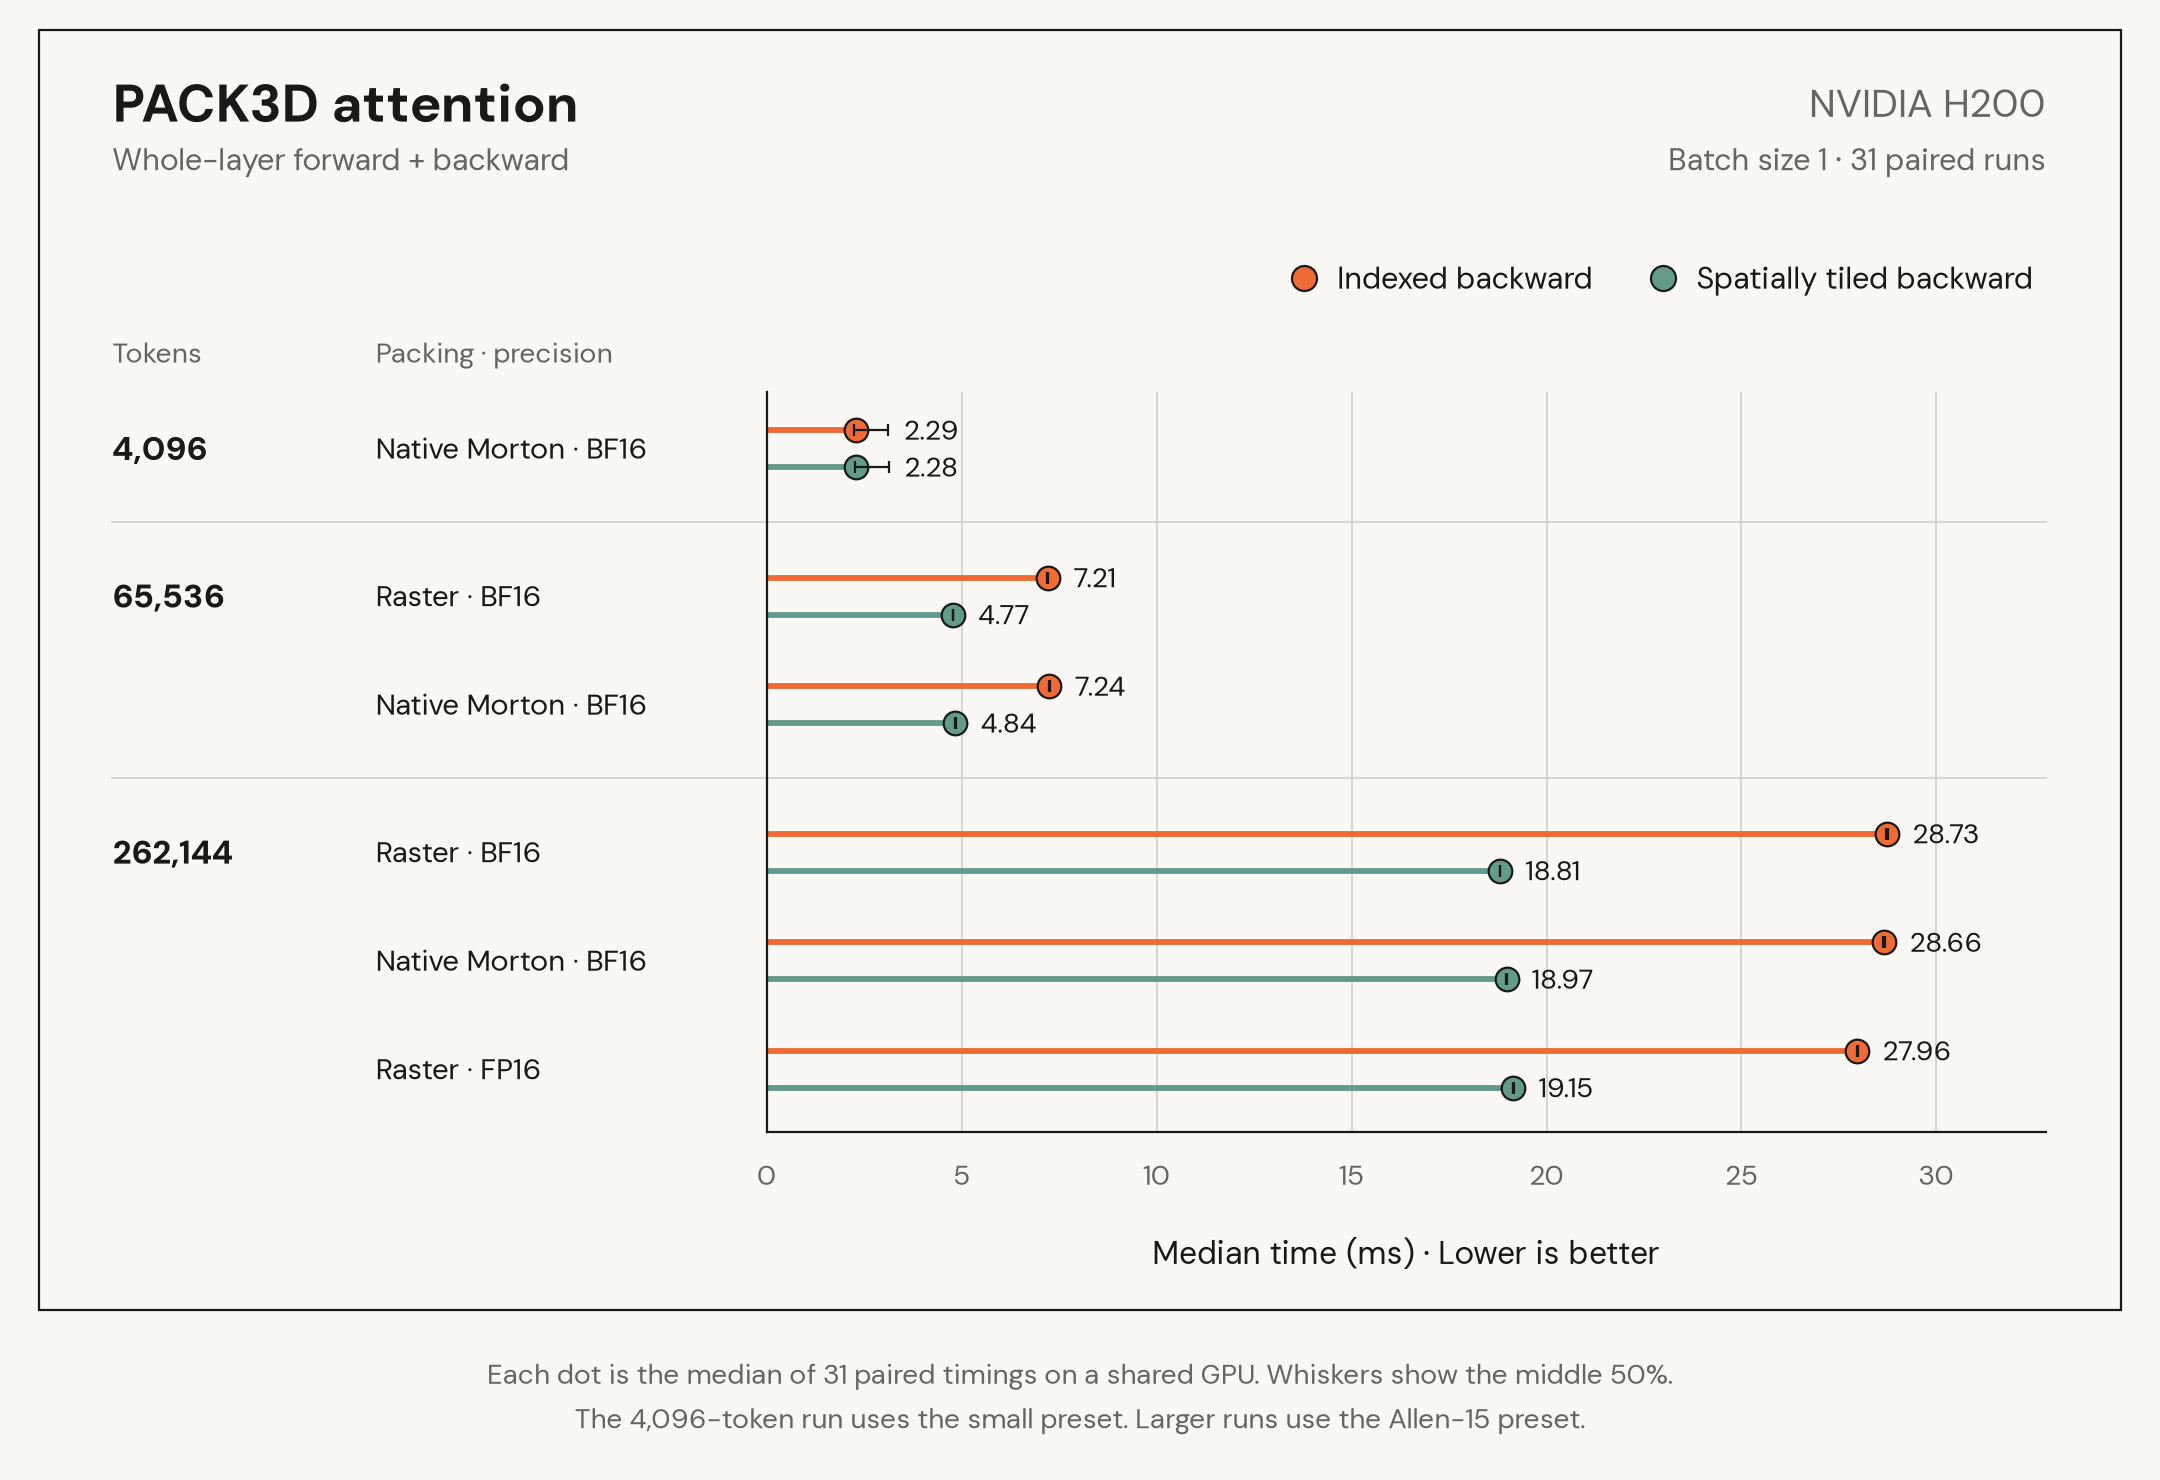 PACK3D attention
NVIDIA H200
Whole-layer forward + backward
Batch size 1 · 31 paired runs
Indexed backward
Spatially tiled backward
Tokens
Packing · precision
4,096
Native Morton · BF16
2.29
2.28
65,536
Raster · BF16
7.21
4.77
Native Morton · BF16
7.24
4.84
262,144
Raster · BF16
28.73
18.81
Native Morton · BF16
28.66
18.97
Raster · FP16
27.96
19.15
0 5 10 15 20 25 30
Median time (ms) · Lower is better
Each dot is the median of 31 paired timings on a shared GPU. Whiskers show the middle 50%.
The 4,096-token run uses the small preset. Larger runs use the Allen-15 preset.